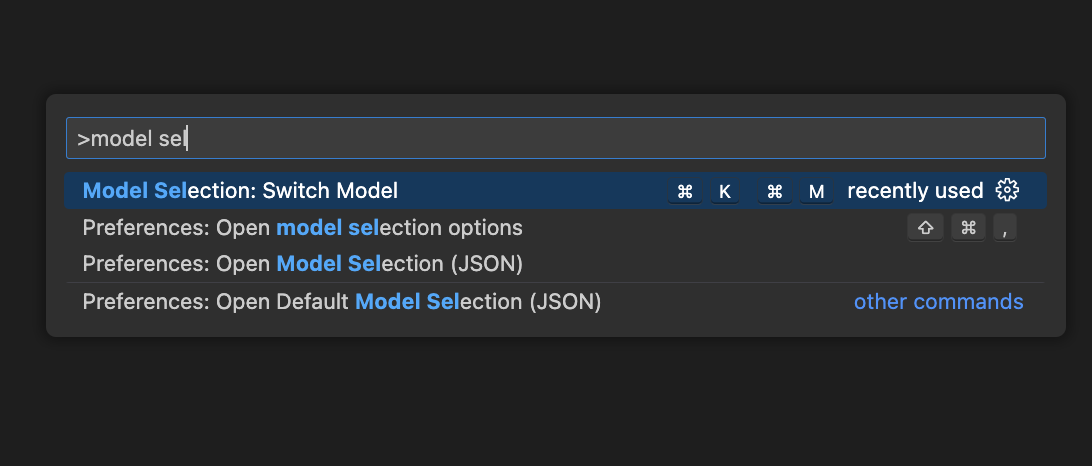 >model sel
Model Selection: Switch Model ⌘ K ⌘ M recently used
Preferences: Open model selection options ⇧ ⌘ ,
Preferences: Open Model Selection (JSON)
Preferences: Open Default Model Selection (JSON) other commands